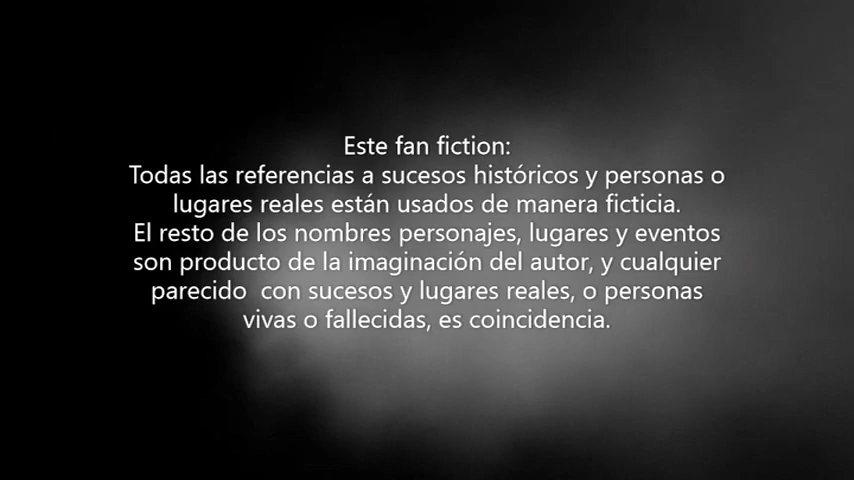 Este fan fiction:
Todas las referencias a sucesos históricos y personas o
lugares reales están usados de manera ficticia.
El resto de los nombres personajes, lugares y eventos
son producto de la imaginación del autor, y cualquier
parecido  con sucesos y lugares reales, o personas
vivas o fallecidas, es coincidencia.